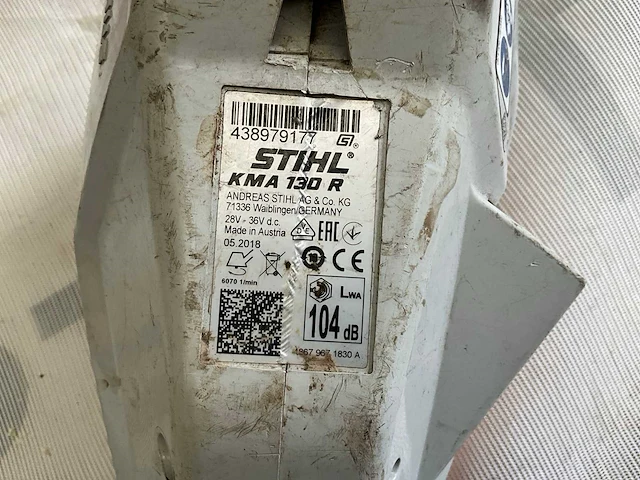 438979177
STIHL®
KMA 130 R
ANDREAS STIHL AG & Co. KG
71336 Waiblingen/GERMANY
28V - 36V d.c.
Made in Austria
EAC
05.2018
CE
6070 1/min
LWA
104 dB
967 1830 A